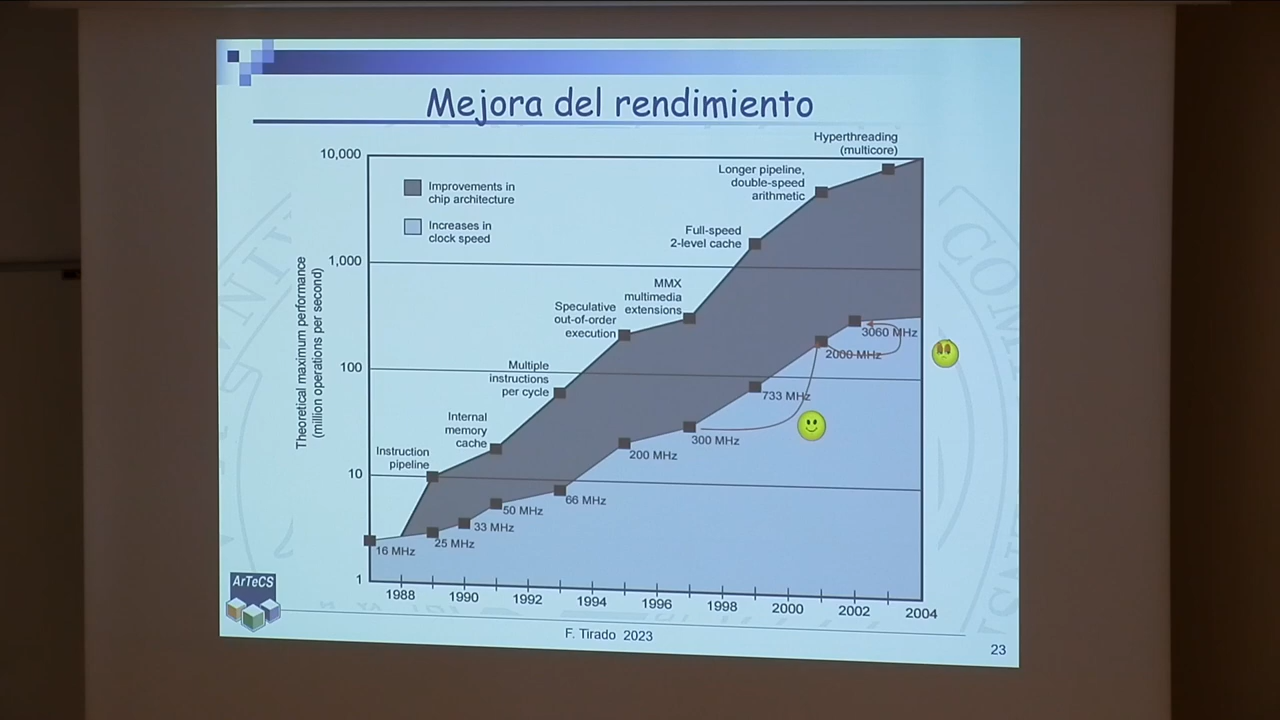 Mejora del rendimiento
Hyperthreading
(multicore)
10,000
Longer pipeline,
double-speed
arithmetic
Improvements in
chip architecture
Increases in
clock speed
Full-speed
2-level cache
1,000
MMX
multimedia
extensions
Speculative
out-of-order
execution
Theoretical maximum performance
(million operations per second)
3060 MHz
2000 MHz
100
Multiple
instructions
per cycle
733 MHz
Internal
memory
cache
300 MHz
Instruction
pipeline
200 MHz
10
66 MHz
50 MHz
33 MHz
25 MHz
16 MHz
1
1988 1990 1992 1994 1996 1998 2000 2002 2004
ArTeCS
F. Tirado 2023
23